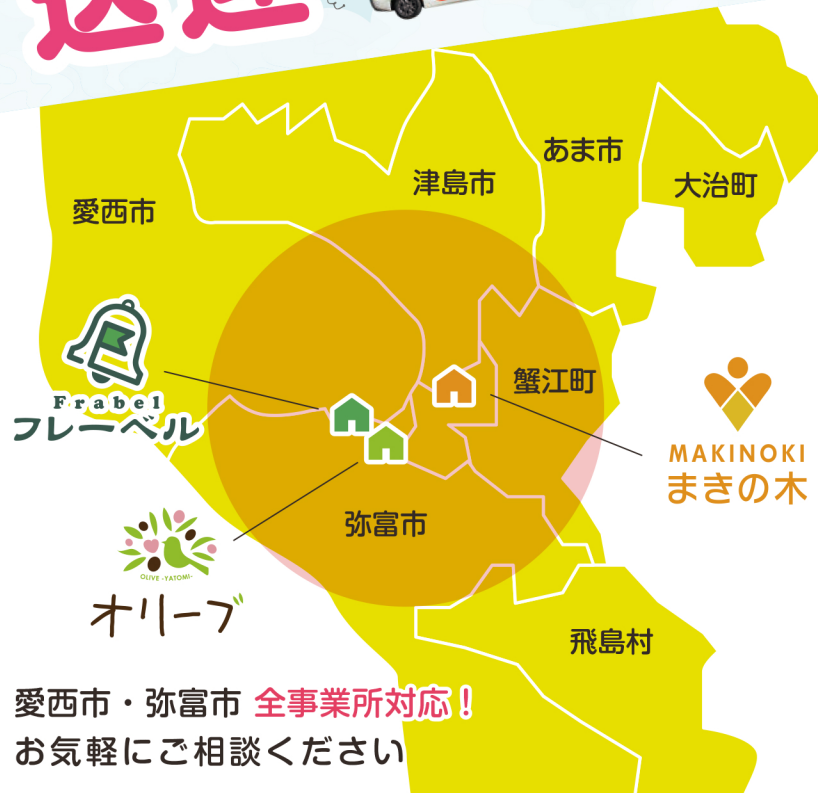 送迎
愛西市
津島市
あま市
大治町
蟹江町
Frabel
フレーベル
MAKINOKI
まきの木
弥富市
OLIVE -YATOMI-
オリーブ
飛島村
愛西市・弥富市 全事業所対応！
お気軽にご相談ください